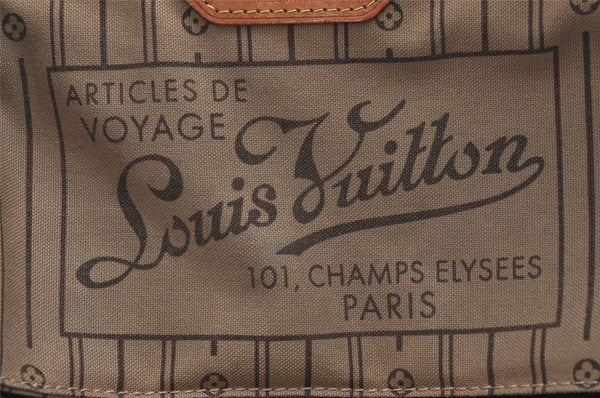 ARTICLES DE
VOYAGE
Louis Vuitton
101, CHAMPS ELYSEES
PARIS